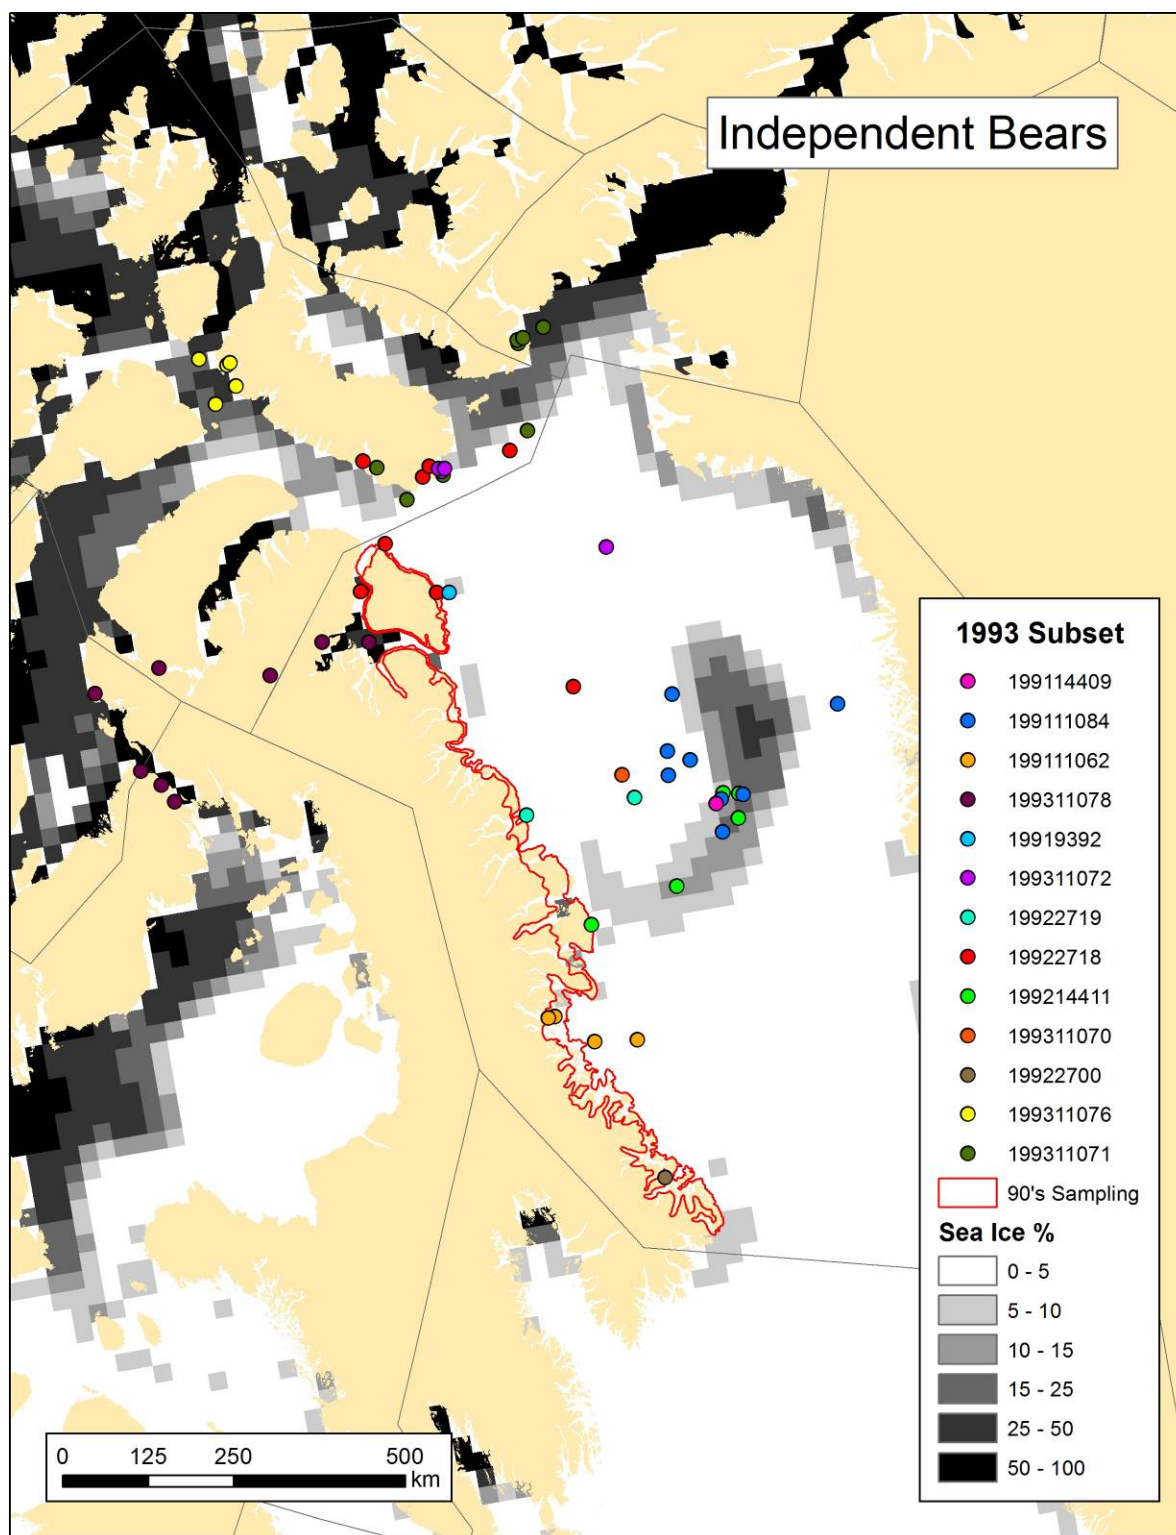 Independent Bears
1993 Subset
199114409
199111084
199111062
199311078
19919392
199311072
19922719
19922718
199214411
199311070
19922700
199311076
199311071
90's Sampling
Sea Ice %
0 - 5
5 - 10
10 - 15
15 - 25
25 - 50
50 - 100
0 125 250 500
km